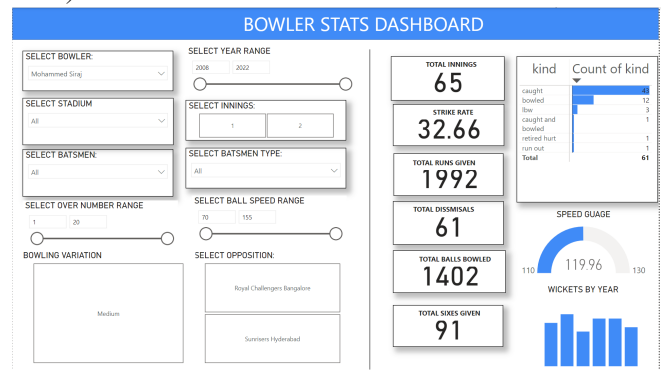 BOWLER STATS DASHBOARD
SELECT BOWLER:
Mohammed Siraj
SELECT YEAR RANGE
2008 2022
SELECT STADIUM
All
SELECT INNINGS:
1 2
SELECT BATSMEN:
All
SELECT BATSMEN TYPE:
All
SELECT OVER NUMBER RANGE
1 20
SELECT BALL SPEED RANGE
70 155
BOWLING VARIATION
Medium
SELECT OPPOSITION:
Royal Challengers Bangalore
Sunrisers Hyderabad
TOTAL INNINGS
65
STRIKE RATE
32.66
TOTAL RUNS GIVEN
1992
TOTAL DISSMISALS
61
TOTAL BALLS BOWLED
1402
TOTAL SIXES GIVEN
91
kind Count of kind
caught 43
bowled 12
lbw 3
caught and 1
bowled
retired hurt 1
run out 1
Total 61
SPEED GUAGE
119.96
110 130
WICKETS BY YEAR